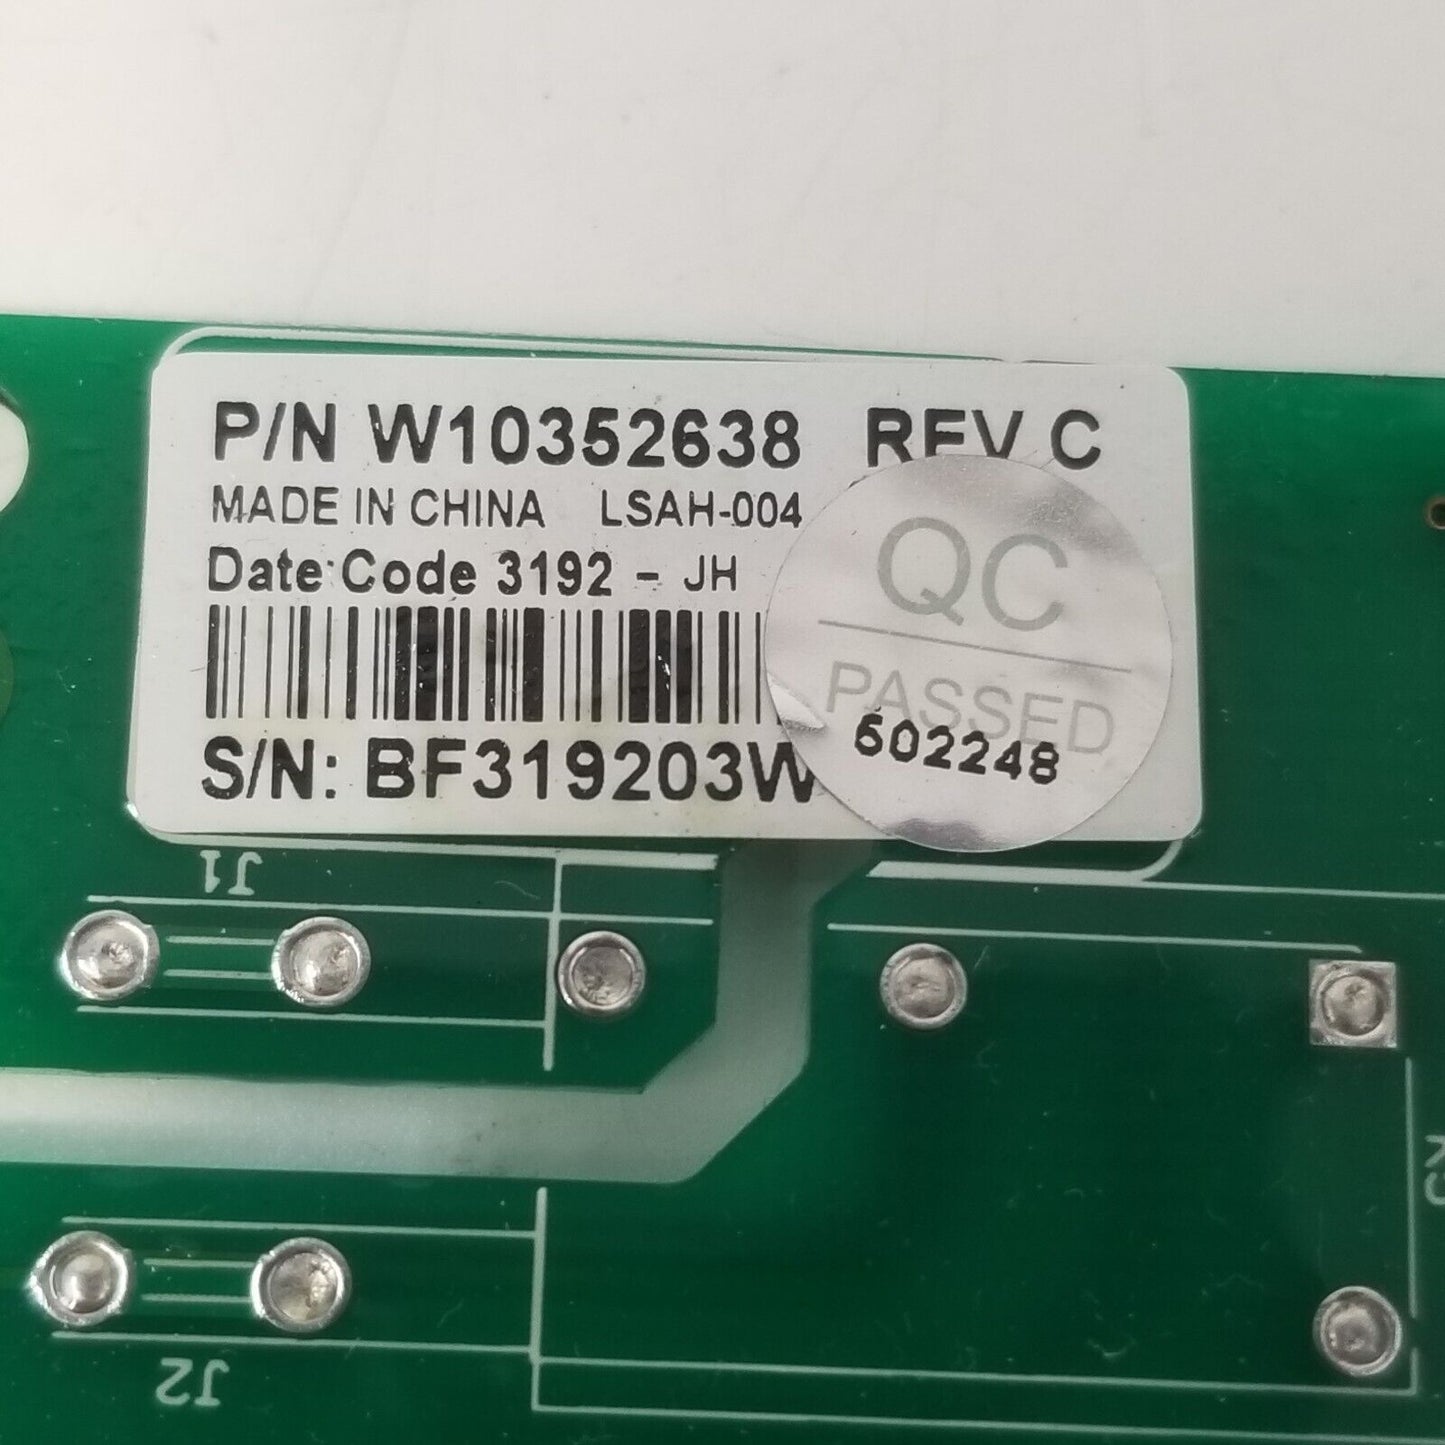 P/N W10352638 REV C
MADE IN CHINA LSAH-004
Date Code 3192 - JH
S/N: BF319203W
QC
PASSED
602248
J1
J2